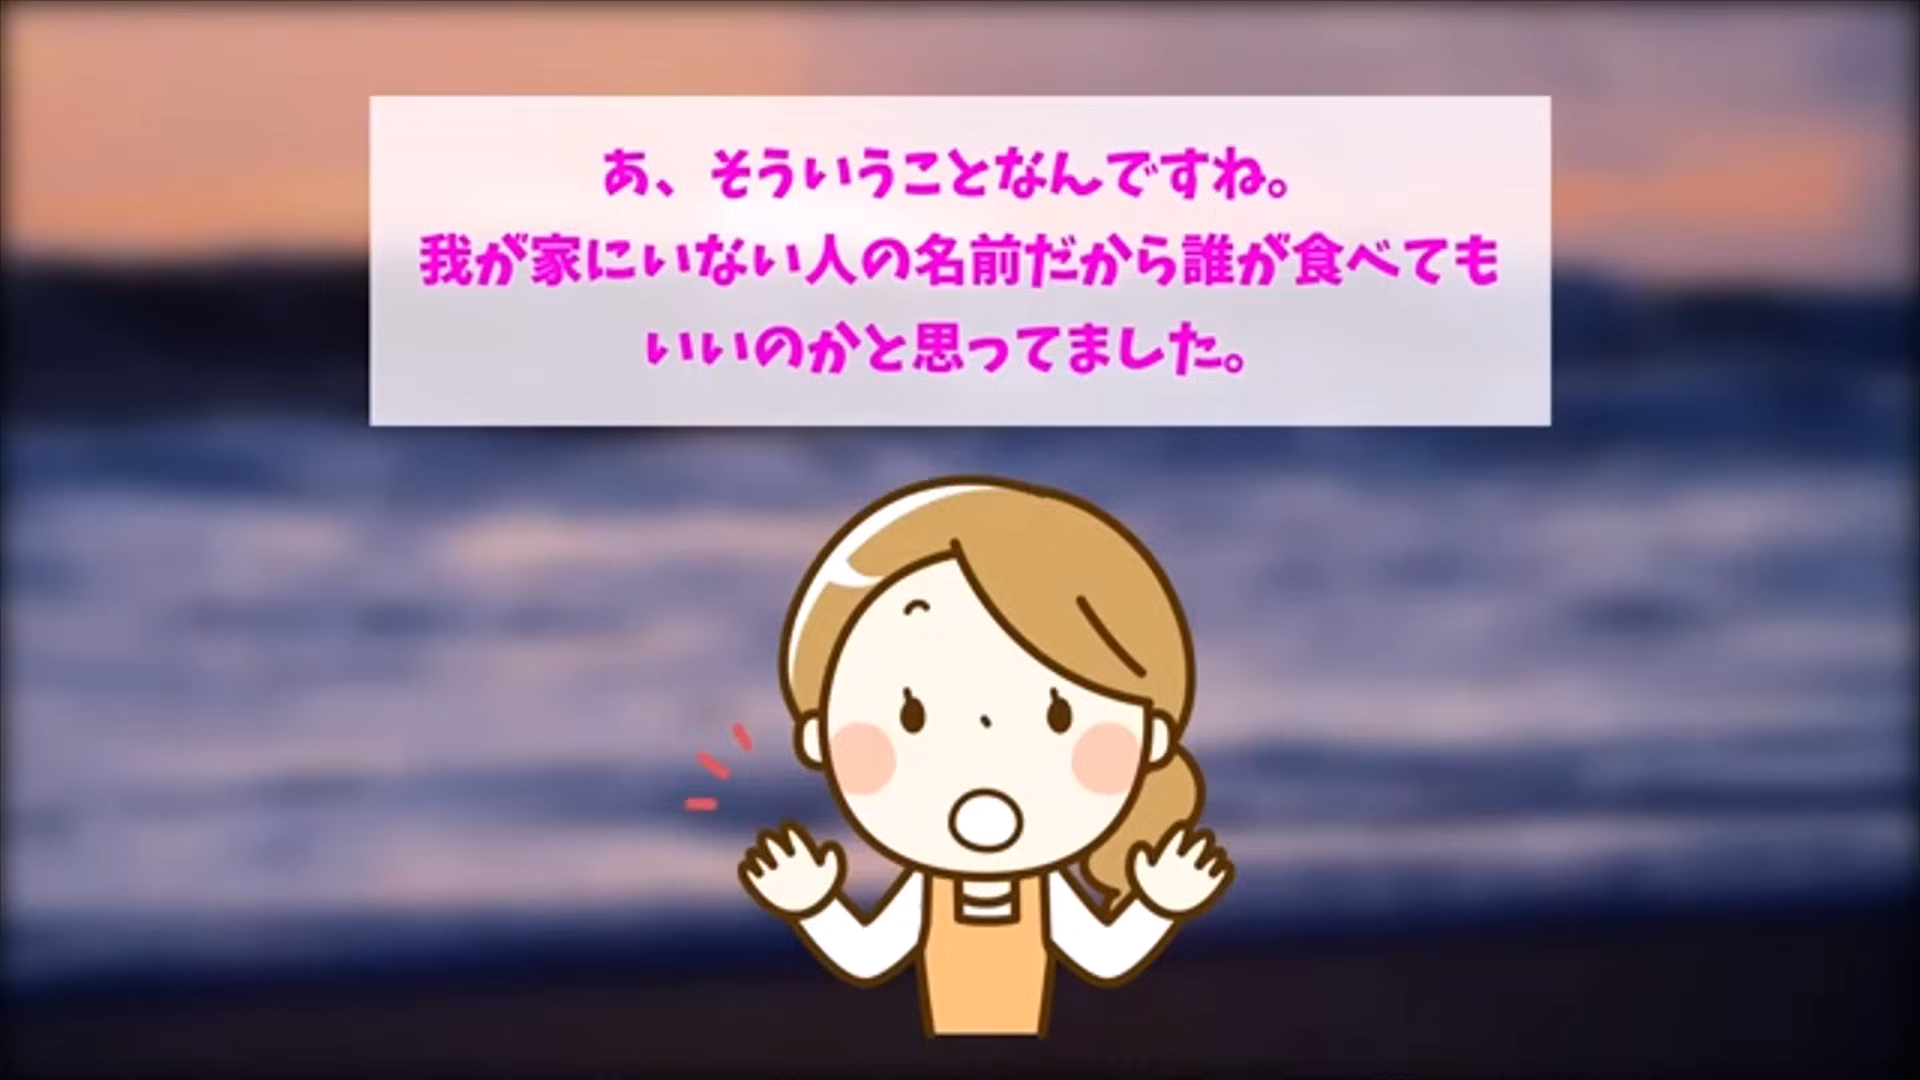 あ、そういうことなんですね。
我が家にいない人の名前だから誰が食べても
いいのかと思ってました。